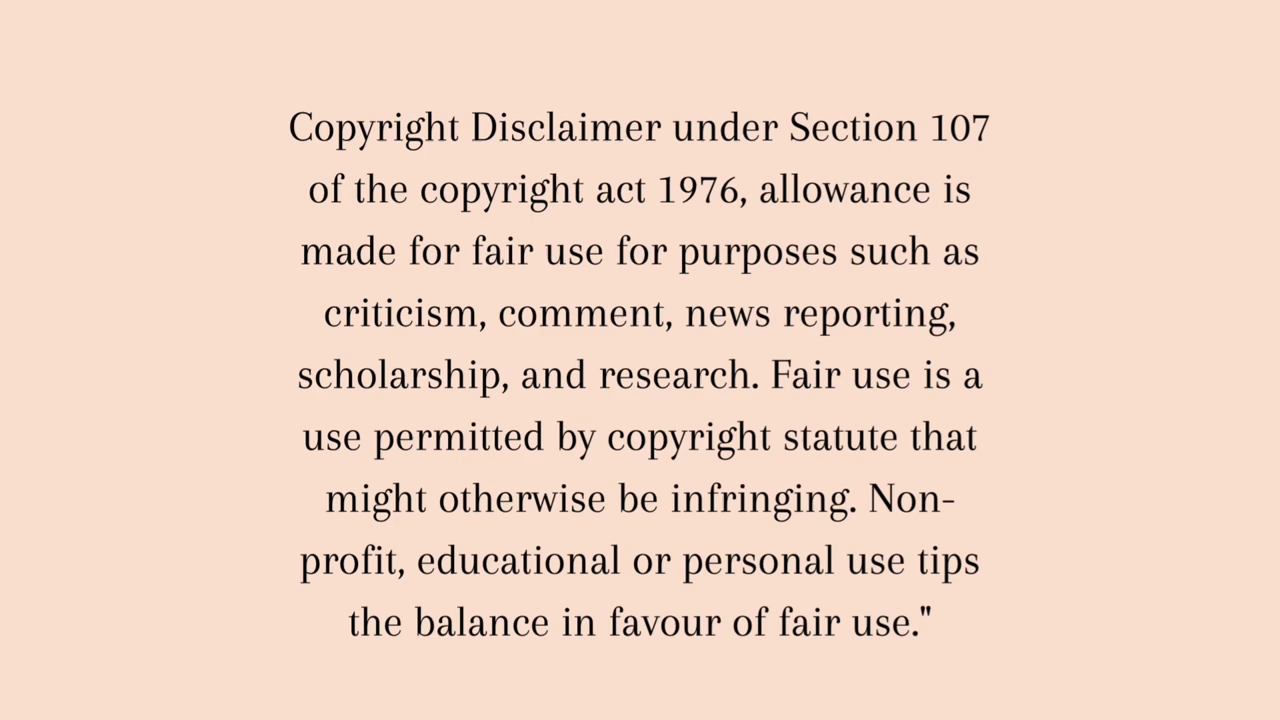 Copyright Disclaimer under Section 107
of the copyright act 1976, allowance is
made for fair use for purposes such as
criticism, comment, news reporting,
scholarship, and research. Fair use is a
use permitted by copyright statute that
might otherwise be infringing. Non-
profit, educational or personal use tips
the balance in favour of fair use."